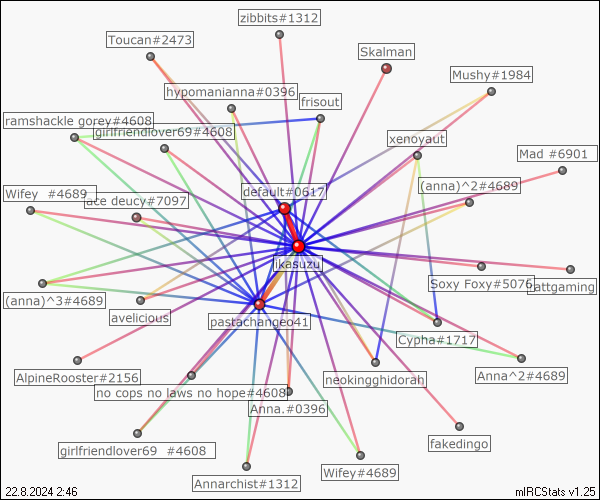 zibbits#1312
Toucan#2473
Skalman
Mushy#1984
hypomanianna#0396
frisout
ramshackle gorey#4608
girlfriendlover69#4608
xenoyaut
Mad #6901
default#0617
(anna)^2#4689
Wifey #4689
ace deucy#7097
ikasuzu
Soxy Foxy#5076
attgaming
(anna)^3#4689
avelicious
pastachangeo41
Cypha#1717
AlpineRooster#2156
neokingghidorah
Anna^2#4689
no cops no laws no hope#4608
Anna.#0396
girlfriendlover69 #4608
fakedingo
Wifey#4689
Annarchist#1312
22.8.2024 2:46
mIRCStats v1.25